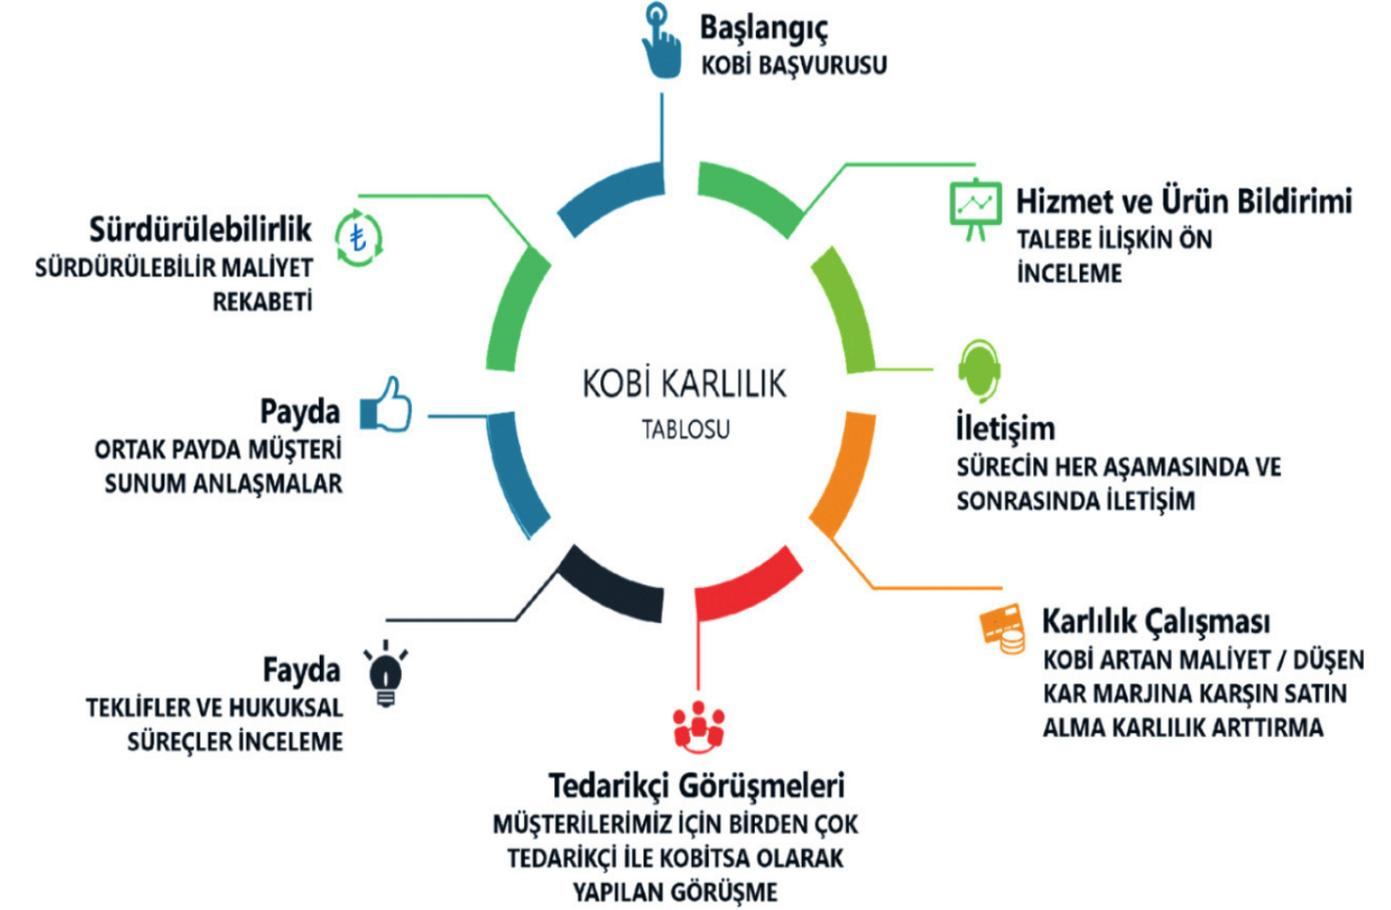 Başlangıç
KOBİ BAŞVURUSU
Hizmet ve Ürün Bildirimi
TALEBE İLİŞKİN ÖN
İNCELEME
İletişim
SÜRECİN HER AŞAMASINDA VE
SONRASINDA İLETİŞİM
Karlılık Çalışması
KOBİ ARTAN MALİYET / DÜŞEN
KAR MARJINA KARŞIN SATIN
ALMA KARLILIK ARTTIRMA
Tedarikçi Görüşmeleri
MÜŞTERİLERİMİZ İÇİN BİRDEN ÇOK
TEDARİKÇİ İLE KOBİTSA OLARAK
YAPILAN GÖRÜŞME
Fayda
TEKLİFLER VE HUKUKSAL
SÜREÇLER İNCELEME
Payda
ORTAK PAYDA MÜŞTERİ
SUNUM ANLAŞMALAR
Sürdürülebilirlik
SÜRDÜRÜLEBİLİR MALİYET
REKABETİ
₺
KOBİ KARLILIK
TABLOSU